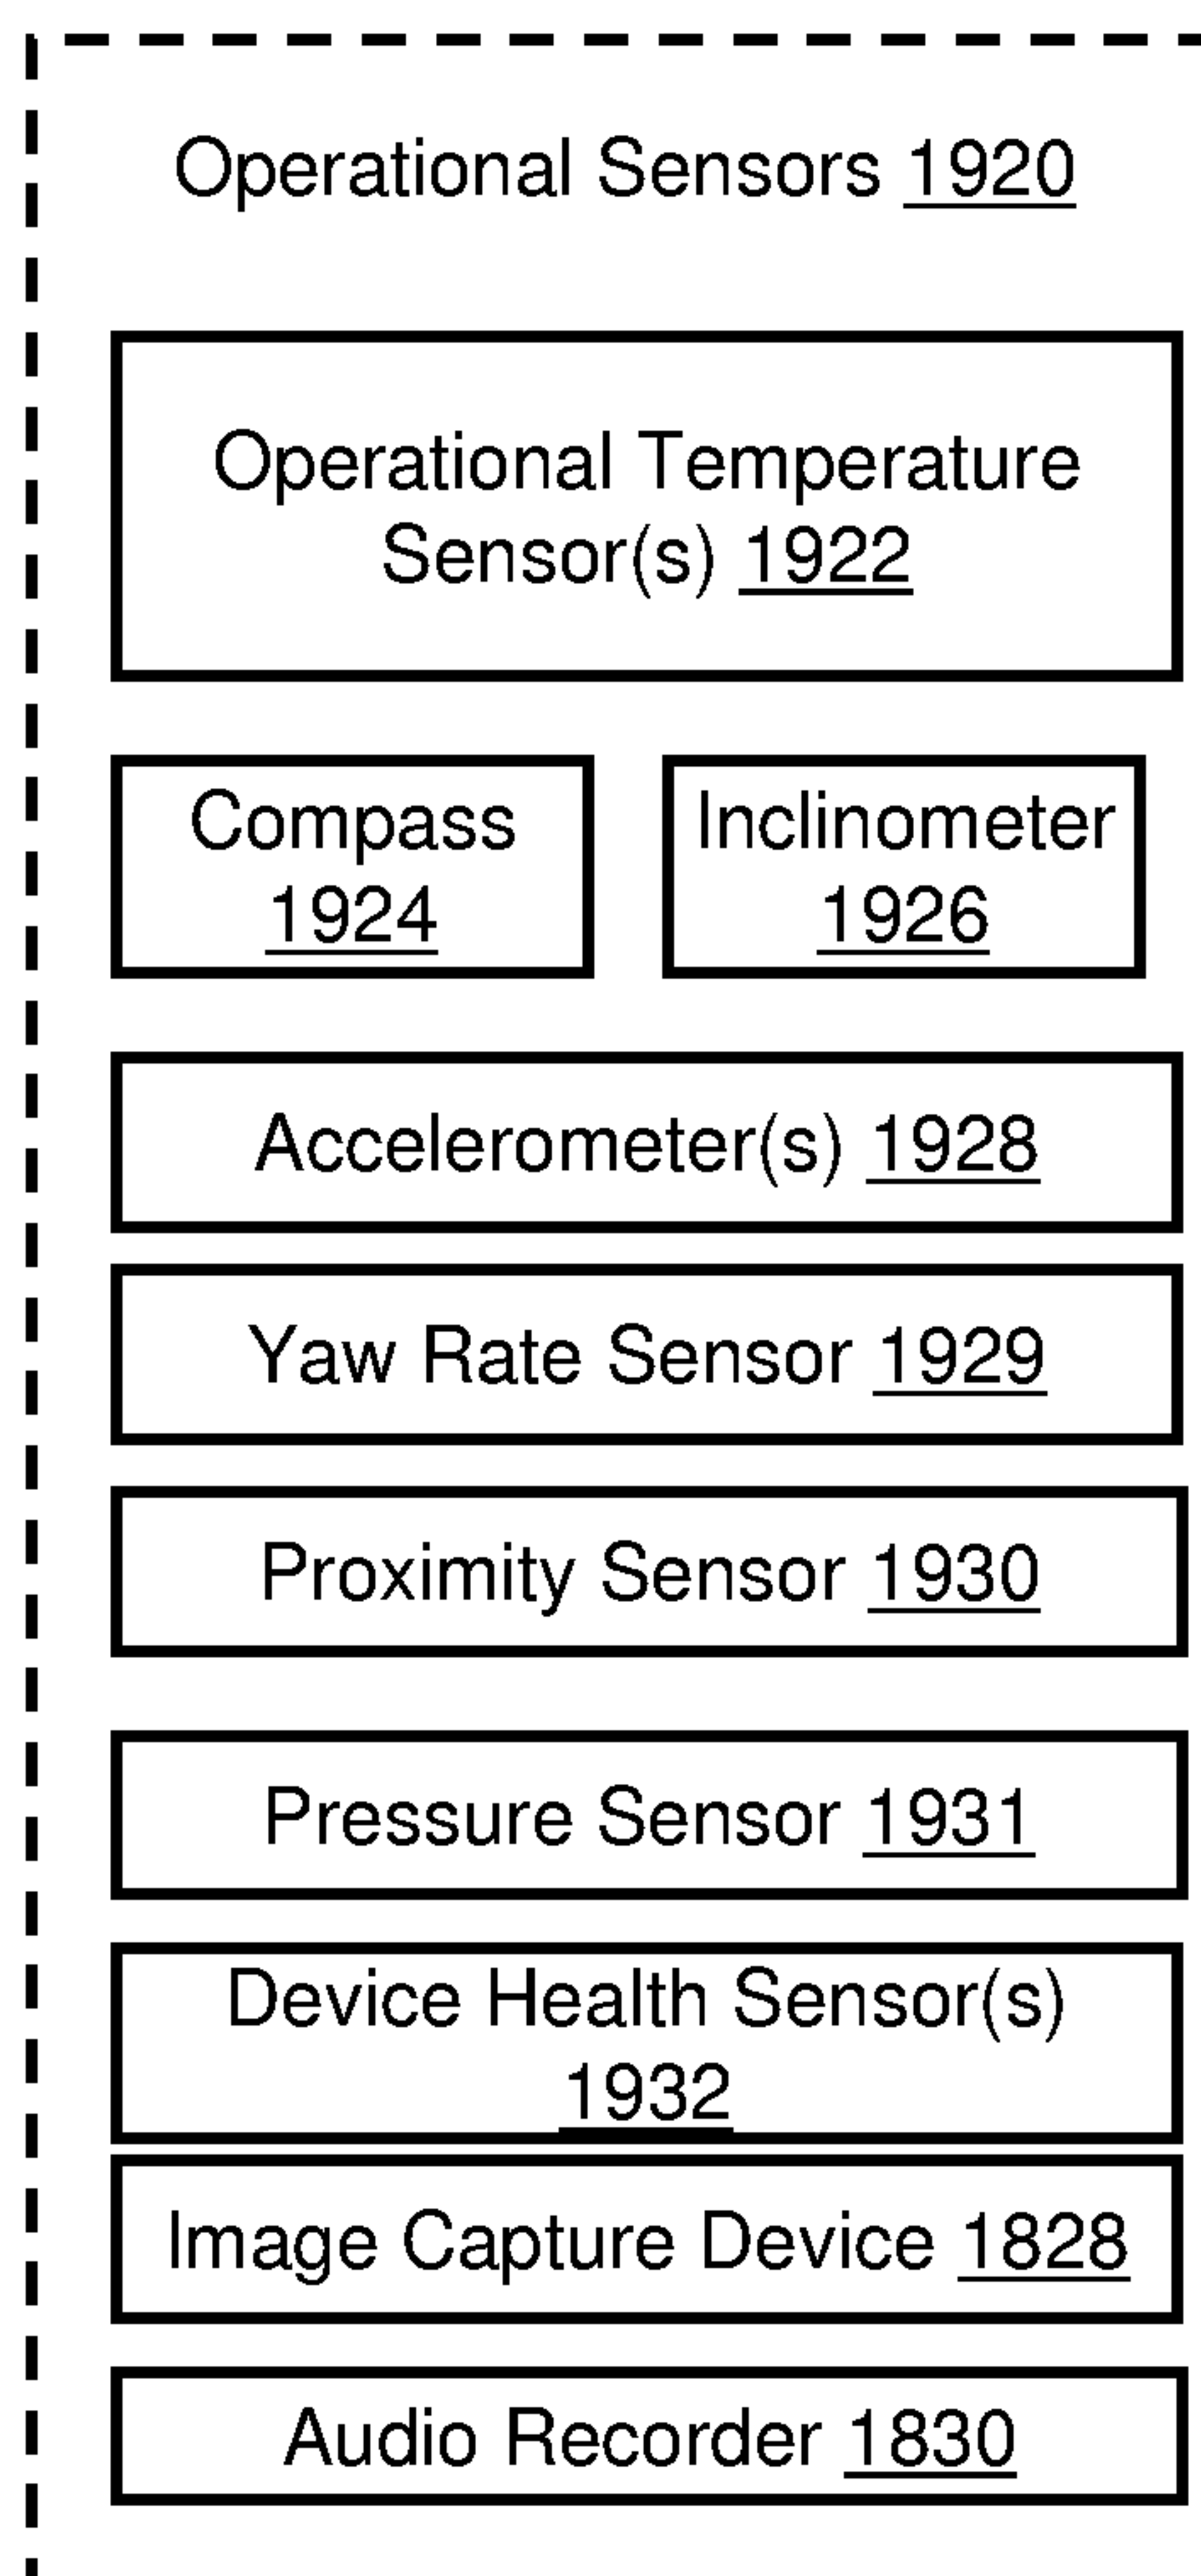 Operational Sensors 1920
Operational Temperature
Sensor(s) 1922
Compass
1924
Inclinometer
1926
Accelerometer(s) 1928
Yaw Rate Sensor 1929
Proximity Sensor 1930
Pressure Sensor 1931
Device Health Sensor(s)
1932
Image Capture Device 1828
Audio Recorder 1830